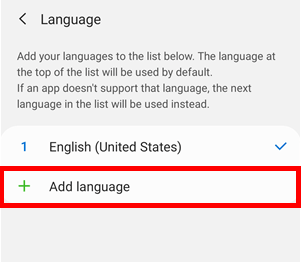 Language
Add your languages to the list below. The language at
the top of the list will be used by default.
If an app doesn't support that language, the next
language in the list will be used instead.
1 English (United States)
Add language